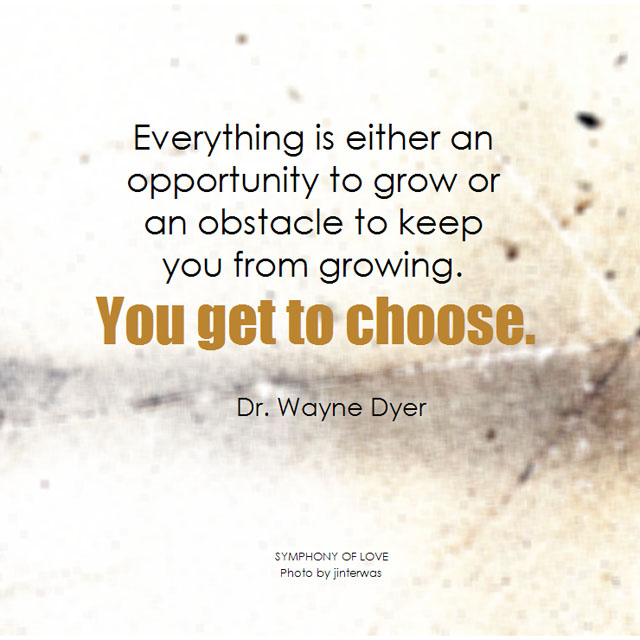 Everything is either an
opportunity to grow or
an obstacle to keep
you from growing.
You get to choose.
Dr. Wayne Dyer
SYMPHONY OF LOVE
Photo by jinterwas